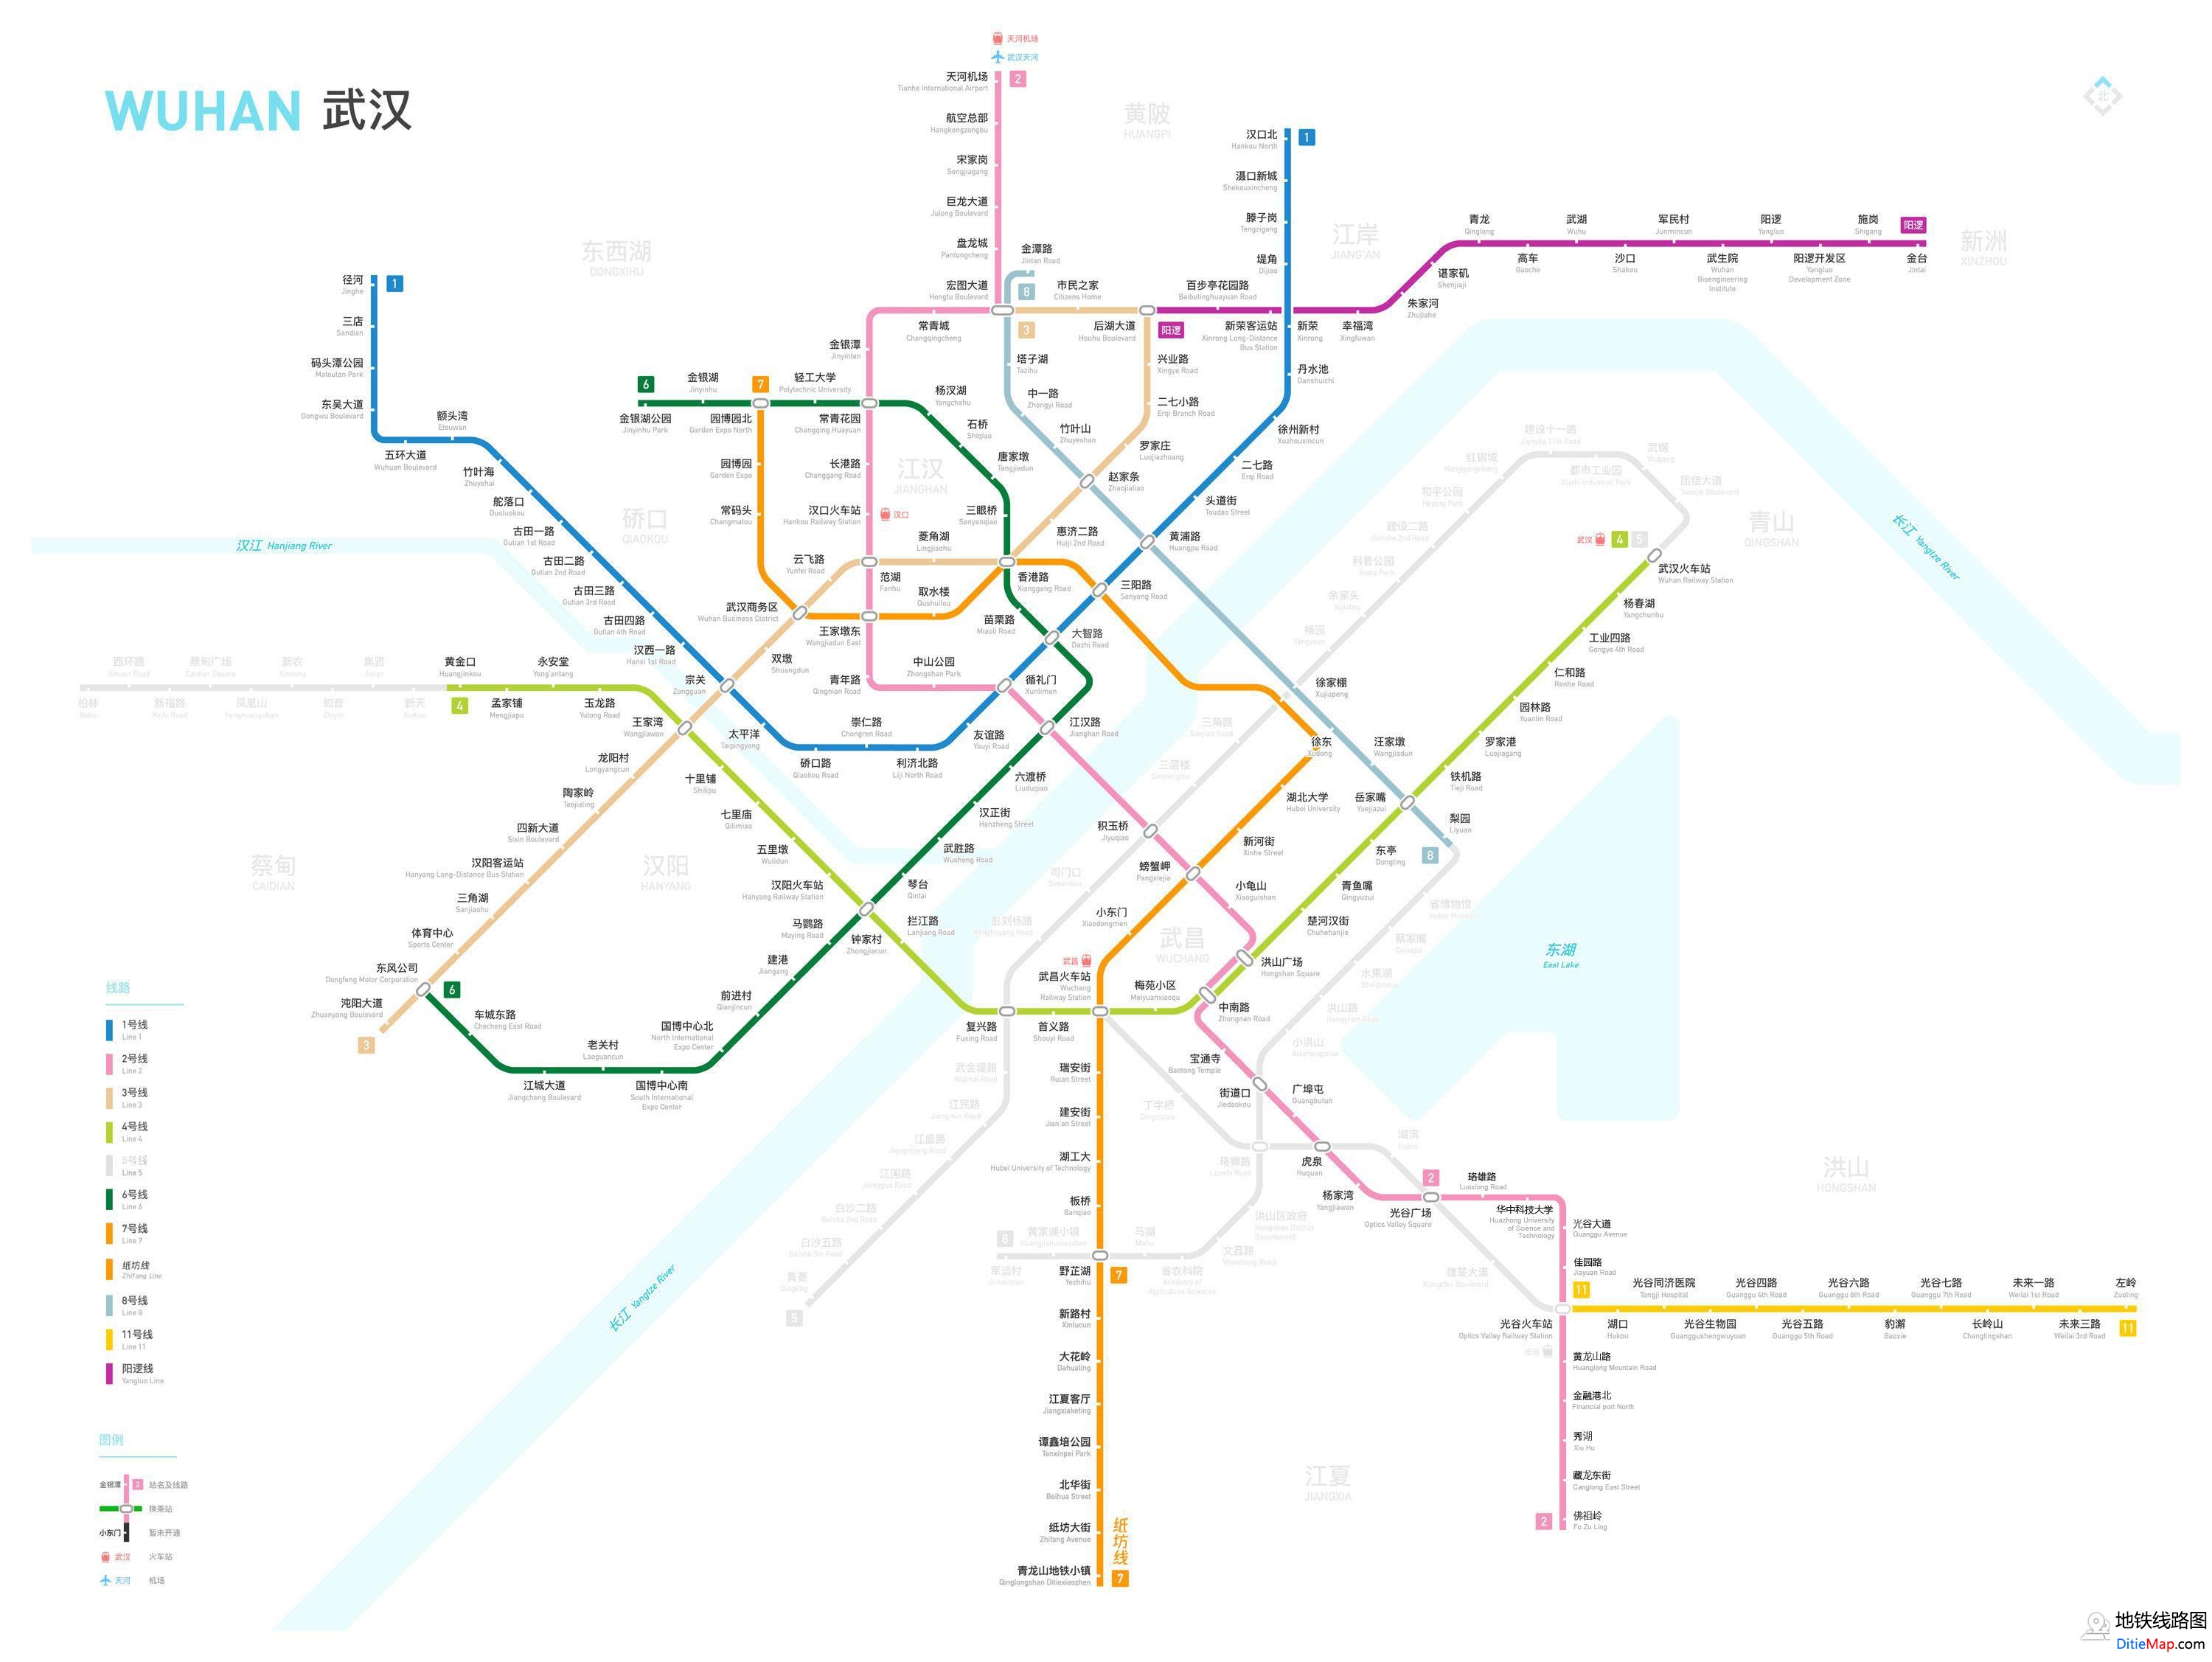 WUHAN 武汉
天河机场
武汉天河
天河机场
Tianhe International Airport
2
航空总部
Hangkongzongbu
宋家岗
Songjiagang
巨龙大道
Julong Boulevard
盘龙城
Panlongcheng
宏图大道
Hongtu Boulevard
黄陂
HUANGPI
北
汉口北
Hankou North
1
滠口新城
Shekouxincheng
滕子岗
Tengzigang
堤角
Dijiao
江岸
JIANG'AN
东西湖
DONGXIHU
金潭路
Jintan Road
8
市民之家
Citizens Home
3
后湖大道
Houhu Boulevard
百步亭花园路
Baibutinghuayuan Road
阳逻
新荣客运站
Xinrong Long-Distance
Bus Station
新荣
Xinrong
幸福湾
Xingfuwan
朱家河
Zhujiahe
谌家矶
Shenjiaji
青龙
Qinglong
高车
Gaoche
武湖
Wuhu
沙口
Shakou
军民村
Junmincun
武生院
Wuhan
Bioengineering
Institute
阳逻
Yangluo
阳逻开发区
Yangluo
Development Zone
施岗
Shigang
阳逻
金台
Jintai
新洲
XINZHOU
径河
Jinghe
1
三店
Sandian
码头潭公园
Matoutan Park
东吴大道
Dongwu Boulevard
五环大道
Wuhuan Boulevard
额头湾
Etouwan
竹叶海
Zhuyehai
舵落口
Duoluokou
古田一路
Gutian 1st Road
古田二路
Gutian 2nd Road
古田三路
Gutian 3rd Road
古田四路
Gutian 4th Road
汉西一路
Hanxi 1st Road
宗关
Zongguan
太平洋
Taipingyang
硚口路
Qiaokou Road
崇仁路
Chongren Road
利济北路
Liji North Road
友谊路
Youyi Road
循礼门
Xunlimen
大智路
Dazhi Road
三阳路
Sanyang Road
黄浦路
Huangpu Road
头道街
Toudao Street
二七路
Erqi Road
徐州新村
Xuzhouxincun
丹水池
Danshuichi
常青城
Changqingcheng
金银潭
Jinyintan
6
金银湖公园
Jinyinhu Park
金银湖
Jinyinhu
7
园博园北
Garden Expo North
轻工大学
Polytechnic University
常青花园
Changqing Huayuan
杨汊湖
Yangchahu
石桥
Shiqiao
唐家墩
Tangjiadun
三眼桥
Sanyanqiao
园博园
Garden Expo
常码头
Changmatou
长港路
Changgang Road
汉口火车站
Hankou Railway Station
汉口
江汉
JIANGHAN
硚口
QIAOKOU
塔子湖
Tazihu
中一路
Zhongyi Road
竹叶山
Zhuyeshan
赵家条
Zhaojiatiao
兴业路
Xingye Road
二七小路
Erqi Branch Road
罗家庄
Luojiazhuang
惠济二路
Huiji 2nd Road
香港路
Xianggang Road
菱角湖
Lingjiaohu
范湖
Fanhu
云飞路
Yunfei Road
武汉商务区
Wuhan Business District
双墩
Shuangdun
王家墩东
Wangjiadun East
取水楼
Qushuilou
苗栗路
Miaoli Road
青年路
Qingnian Road
中山公园
Zhongshan Park
江汉路
Jianghan Road
六渡桥
Liuduqiao
汉正街
Hanzheng Street
武胜路
Wusheng Road
琴台
Qintai
汉江 Hanjiang River
西环路
Xihuan Road
蔡甸广场
Caidian Square
新农
Xinnong
集贤
Jixian
柏林
Bolin
新福路
Xinfu Road
凤凰山
Fenghuangshan
知音
Zhiyin
新天
Xintian
黄金口
Huangjinkou
4
孟家铺
Mengjiapu
永安堂
Yong'antang
玉龙路
Yulong Road
王家湾
Wangjiawan
十里铺
Shilipu
七里庙
Qilimiao
五里墩
Wulidun
汉阳火车站
Hanyang Railway Station
钟家村
Zhongjiacun
拦江路
Lanjiang Road
复兴路
Fuxing Road
首义路
Shouyi Road
武昌
武昌火车站
Wuchang
Railway Station
梅苑小区
Meiyuanxiaoqu
中南路
Zhongnan Road
洪山广场
Hongshan Square
楚河汉街
Chuhehanjie
青鱼嘴
Qingyuzui
东亭
Dongting
岳家嘴
Yuejiazui
铁机路
Tieji Road
罗家港
Luojiagang
园林路
Yuanlin Road
仁和路
Renhe Road
工业四路
Gongye 4th Road
杨春湖
Yangchunhu
武汉火车站
Wuhan Railway Station
武汉
4
5
青山
QINGSHAN
团结大道
Tuanjie Boulevard
武钢
Wugang
都市工业园
Dushi Industrial Park
建设十一路
Jianshe 11th Road
红钢城
Honggangcheng
和平公园
Heping Park
建设二路
Jianshe 2nd Road
科普公园
Kepu Park
余家头
Yujiatou
杨园
Yangyuan
徐家棚
Xujiapeng
三角路
Sanjiao Road
三层楼
Sancenglou
司门口
Simenkou
彭刘杨路
Pengliuyang Road
汪家墩
Wangjiadun
梨园
Liyuan
8
徐东
Xudong
湖北大学
Hubei University
新河街
Xinhe Street
螃蟹岬
Pangxiejia
小东门
Xiaodongmen
积玉桥
Jiyuqiao
小龟山
Xiaoguishan
武昌
WUCHANG
长江 Yangtze River
东湖
East Lake
省博物馆
Hubei Museum
蔡家嘴
Caijiazui
水果湖
Shuiguohu
洪山路
Hongshan Road
小洪山
Xiaohongshan
龙阳村
Longyangcun
陶家岭
Taojialing
四新大道
Sixin Boulevard
汉阳客运站
Hanyang Long-Distance Bus Station
三角湖
Sanjiaohu
体育中心
Sports Center
东风公司
Dongfeng Motor Corporation
沌阳大道
Zhuanyang Boulevard
3
6
车城东路
Checheng East Road
江城大道
Jiangcheng Boulevard
老关村
Laoguancun
国博中心南
South International
Expo Center
国博中心北
North International
Expo Center
前进村
Qianjincun
建港
Jiangang
马鹦路
Maying Road
蔡甸
CAIDIAN
汉阳
HANYANG
武金堤路
Wujindi Road
江民路
Jiangmin Road
江盛路
Jiangsheng Road
江国路
Jiangguo Road
白沙二路
Baisha 2nd Road
白沙五路
Baisha 5th Road
青菱
Qingling
5
长江 Yangtze River
瑞安街
Ruian Street
建安街
Jian'an Street
湖工大
Hubei University of Technology
板桥
Banqiao
野芷湖
Yezhihu
7
新路村
Xinlucun
大花岭
Dahualing
江夏客厅
Jiangxiaketing
谭鑫培公园
Tanxinpei Park
北华街
Beihua Street
纸坊大街
Zhifang Avenue
青龙山地铁小镇
Qinglongshan Ditiexiaozhen
纸坊线
7
丁字桥
Dingziqiao
珞狮路
Luoshi Road
洪山区政府
Hongshan District
Government
文昌路
Wenchang Road
省农科院
Academy of
Agriculture Sciences
马湖
Mahu
黄家湖小镇
Huangjiahuxiaozhen
军运村
Junyuncun
8
宝通寺
Baotong Temple
街道口
Jiedaokou
广埠屯
Guangbutun
虎泉
Huquan
湖滨
Hubin
杨家湾
Yangjiawan
2
光谷广场
Optics Valley Square
珞雄路
Luoxiong Road
华中科技大学
Huazhong University
of Science and
Technology
光谷大道
Guanggu Avenue
佳园路
Jiayuan Road
雄楚大道
Xiongchu Boulevard
11
光谷火车站
Optics Valley Railway Station
湖口
Hukou
光谷同济医院
Tongji Hospital
光谷生物园
Guanggushengwuyuan
光谷四路
Guanggu 4th Road
光谷五路
Guanggu 5th Road
光谷六路
Guanggu 6th Road
豹澥
Baoxie
光谷七路
Guanggu 7th Road
长岭山
Changlingshan
未来一路
Weilai 1st Road
未来三路
Weilai 3rd Road
左岭
Zuoling
11
黄龙山路
Huanglong Mountain Road
金融港北
Financial port North
秀湖
Xiu Hu
藏龙东街
Canglong East Street
佛祖岭
Fo Zu Ling
2
洪山
HONGSHAN
江夏
JIANGXIA
线路
1号线
Line 1
2号线
Line 2
3号线
Line 3
4号线
Line 4
5号线
Line 5
6号线
Line 6
7号线
Line 7
纸坊线
Zhifang Line
8号线
Line 8
11号线
Line 11
阳逻线
Yangluo Line
图例
金银潭 2 站名及线路
换乘站
小东门 暂未开通
武汉 火车站
天河 机场
地铁线路图
DitieMap.com